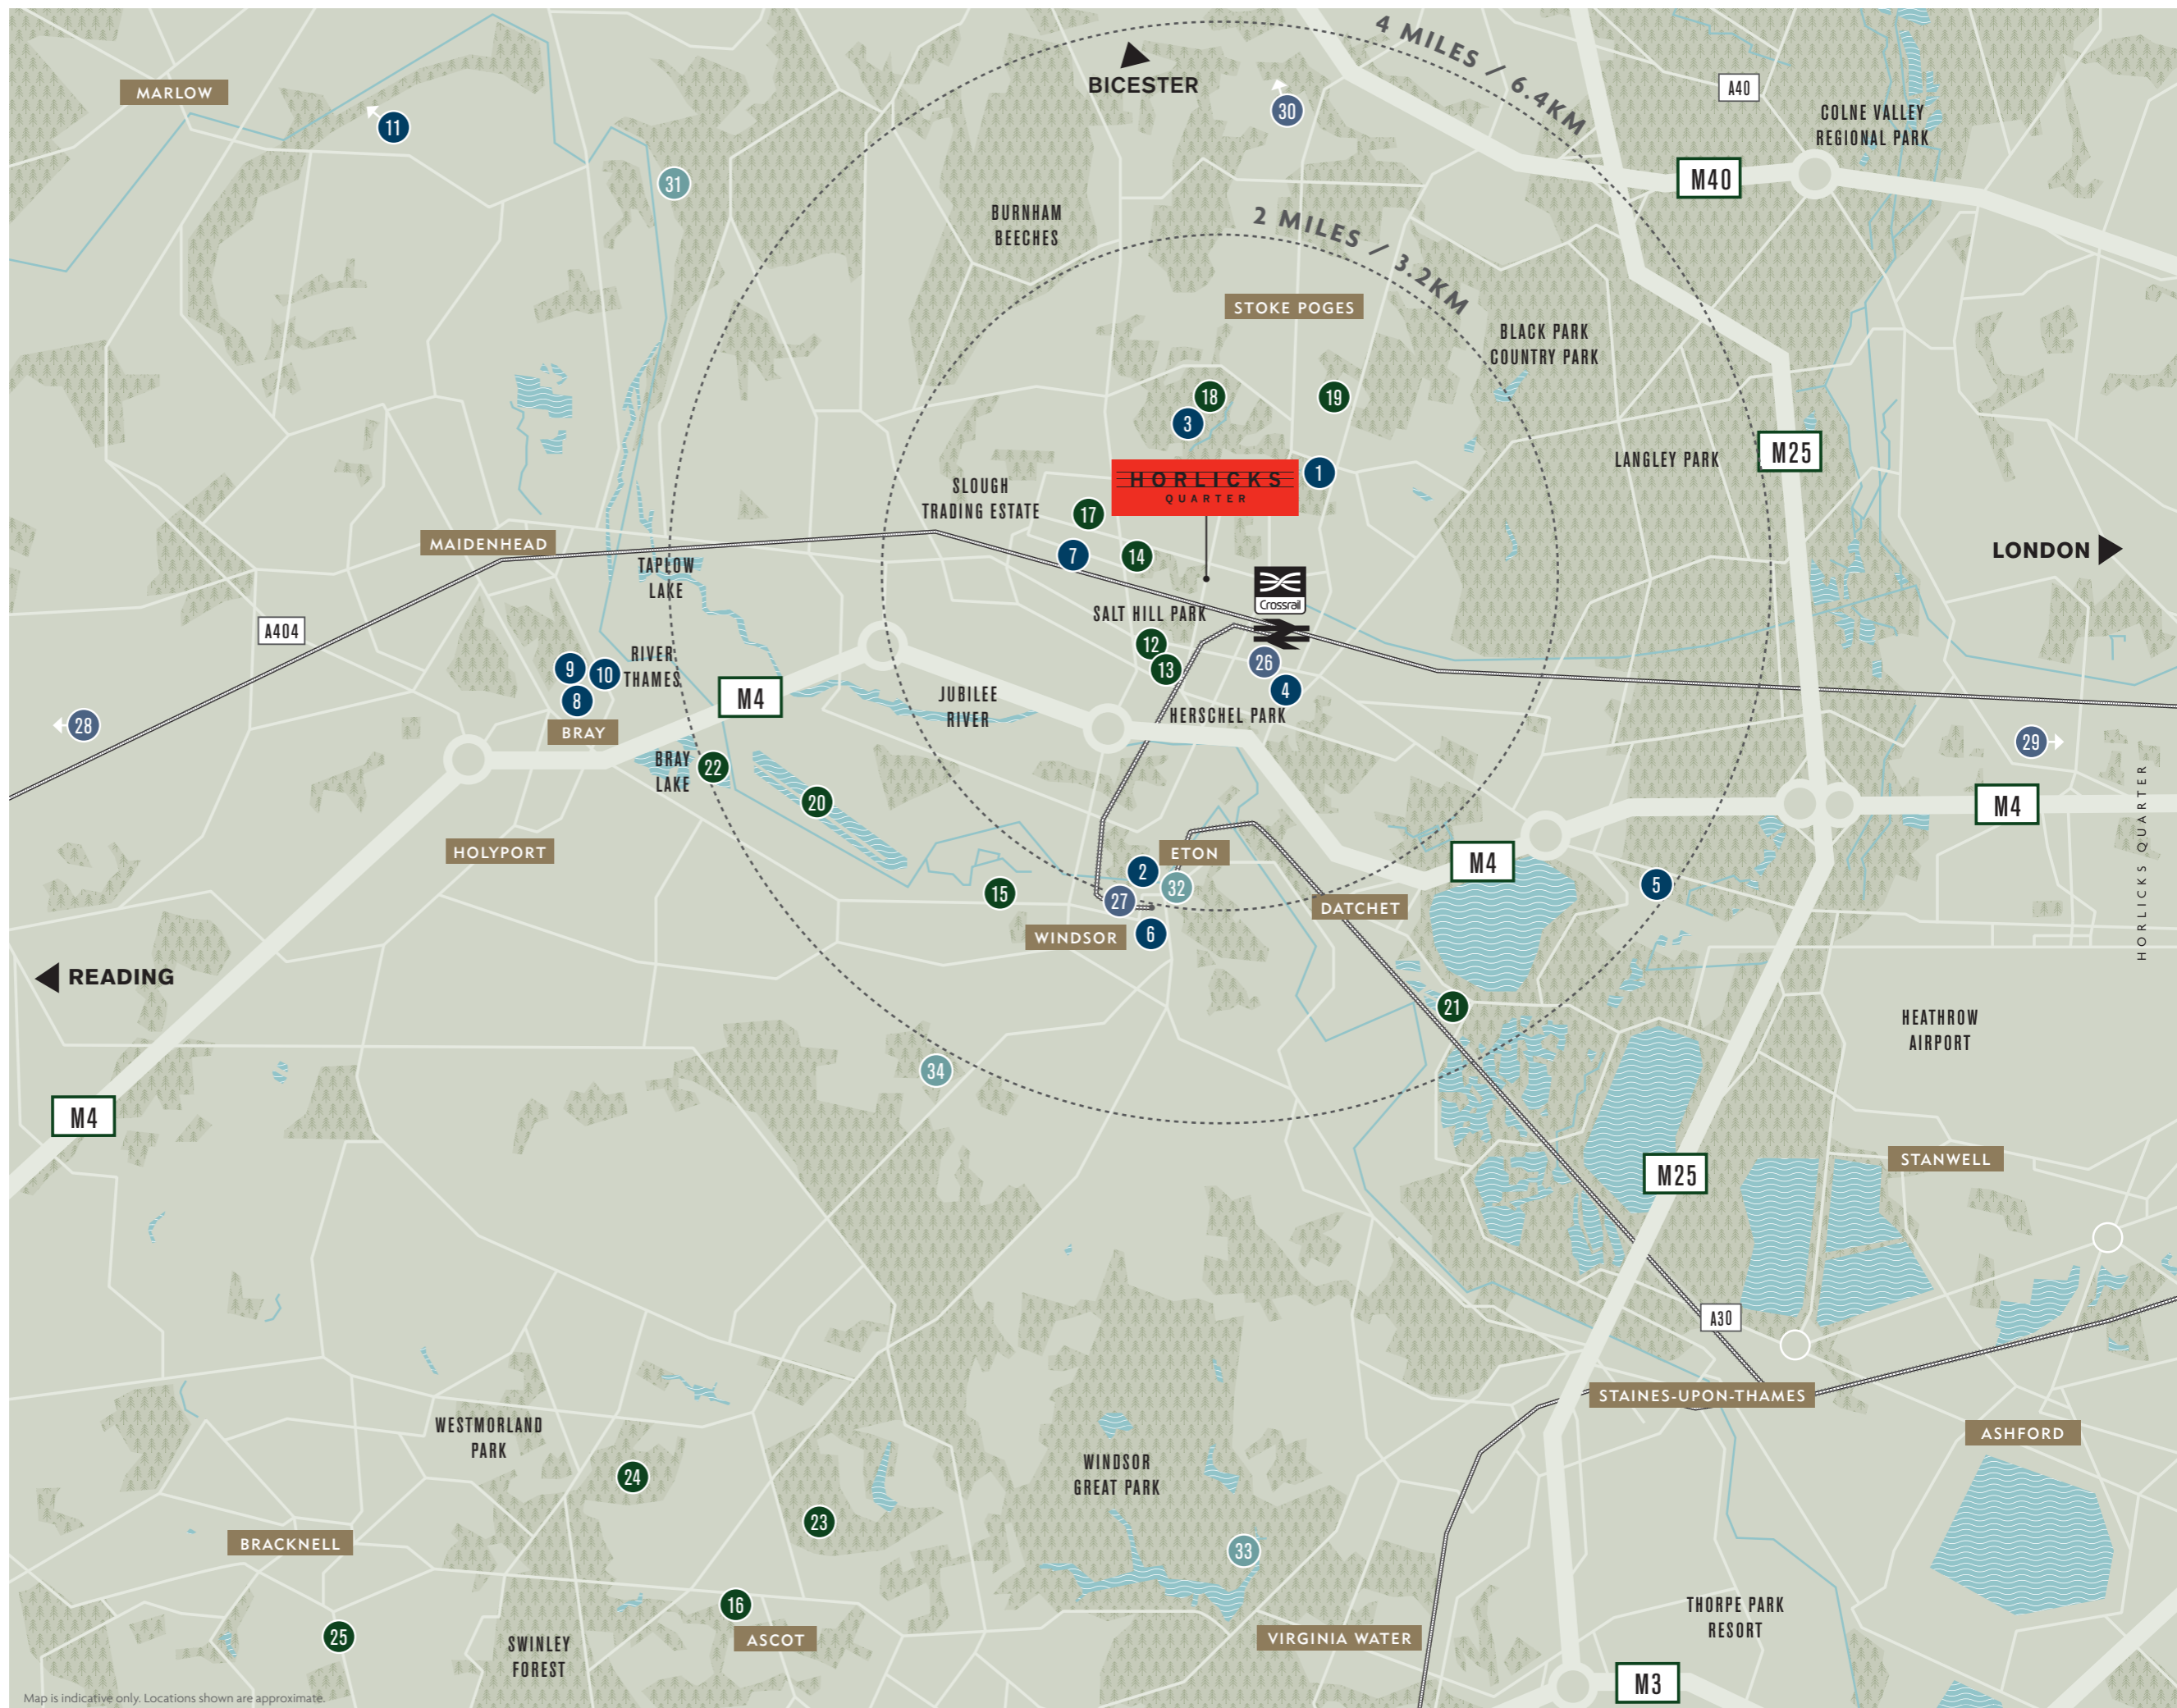 4 MILES / 6.4KM
BICESTER
30
A40
MARLOW
11
COLNE VALLEY
REGIONAL PARK
M40
31
BURNHAM
BEECHES
2 MILES / 3.2KM
STOKE POGES
BLACK PARK
COUNTRY PARK
18
19
3
M25
LANGLEY PARK
HORLICKS
QUARTER
1
SLOUGH
TRADING ESTATE
17
MAIDENHEAD
7
14
LONDON
TAPLOW
LAKE
Crossrail
SALT HILL PARK
A404
12
13
26
9
10
8
RIVER
THAMES
M4
4
JUBILEE
RIVER
HERSCHEL PARK
28
BRAY
29
BRAY
LAKE
22
20
M4
HORLICKS QUARTER
HOLYPORT
ETON
M4
2
32
5
15
27
DATCHET
WINDSOR
6
READING
21
HEATHROW
AIRPORT
34
M4
STANWELL
M25
A30
STAINES-UPON-THAMES
WESTMORLAND
PARK
ASHFORD
24
WINDSOR
GREAT PARK
23
BRACKNELL
33
16
THORPE PARK
RESORT
25
SWINLEY
FOREST
ASCOT
VIRGINIA WATER
M3
Map is indicative only. Locations shown are approximate.